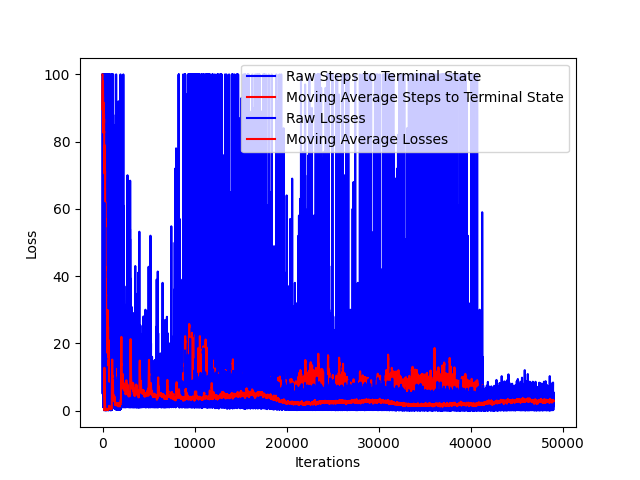 Raw Steps to Terminal State
Moving Average Steps to Terminal State
Raw Losses
Moving Average Losses
100
80
60
40
20
0
Loss
0 10000 20000 30000 40000 50000
Iterations